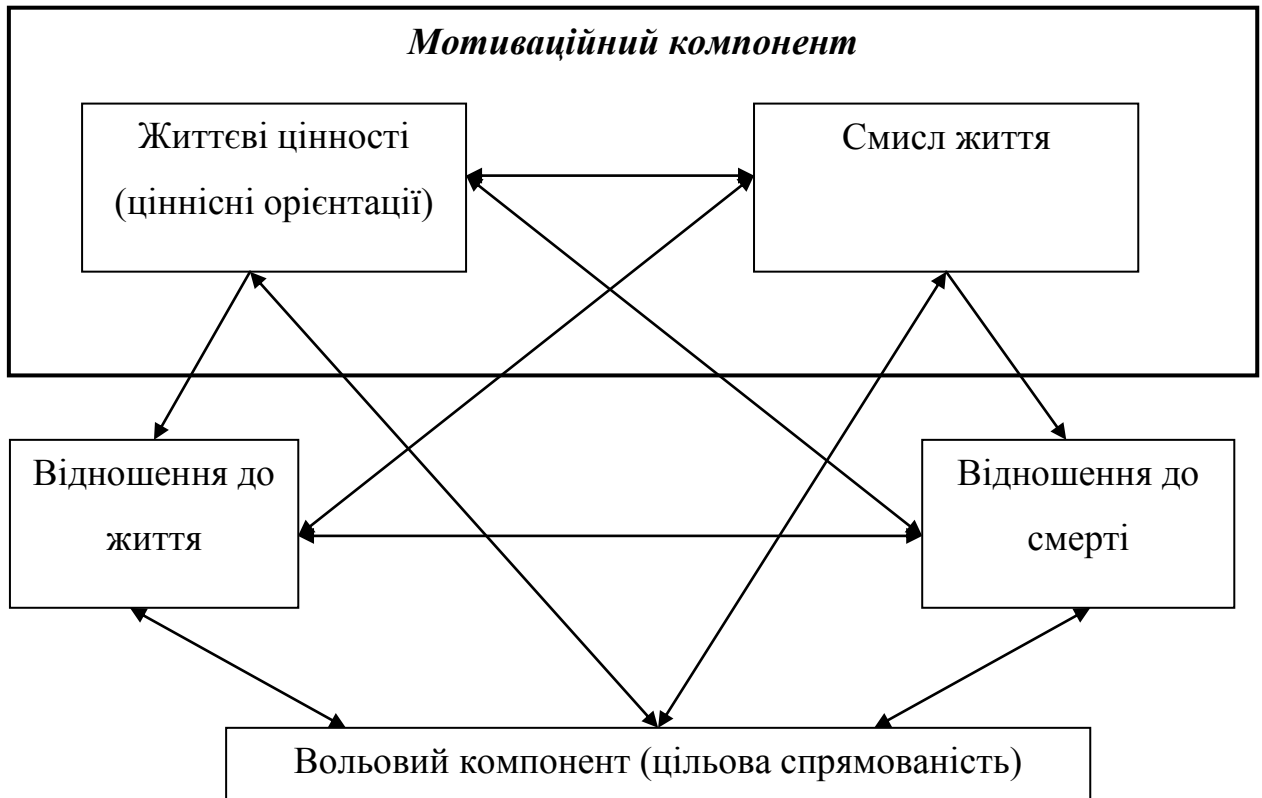 Мотиваційний компонент
Життєві цінності
(ціннісні орієнтації)
Смисл життя
Відношення до
життя
Відношення до
смерті
Вольовий компонент (цільова спрямованість)